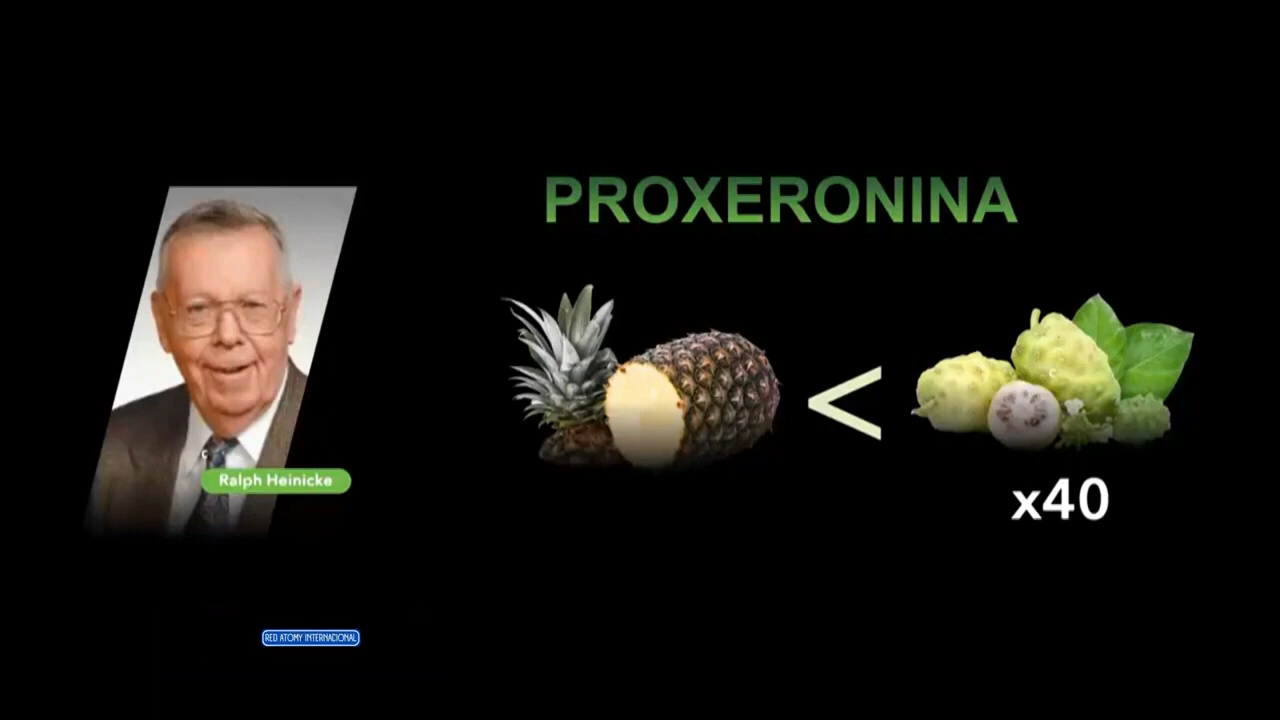 PROXERONINA
Ralph Heinicke
<
x40
RED ATOMY INTERNACIONAL